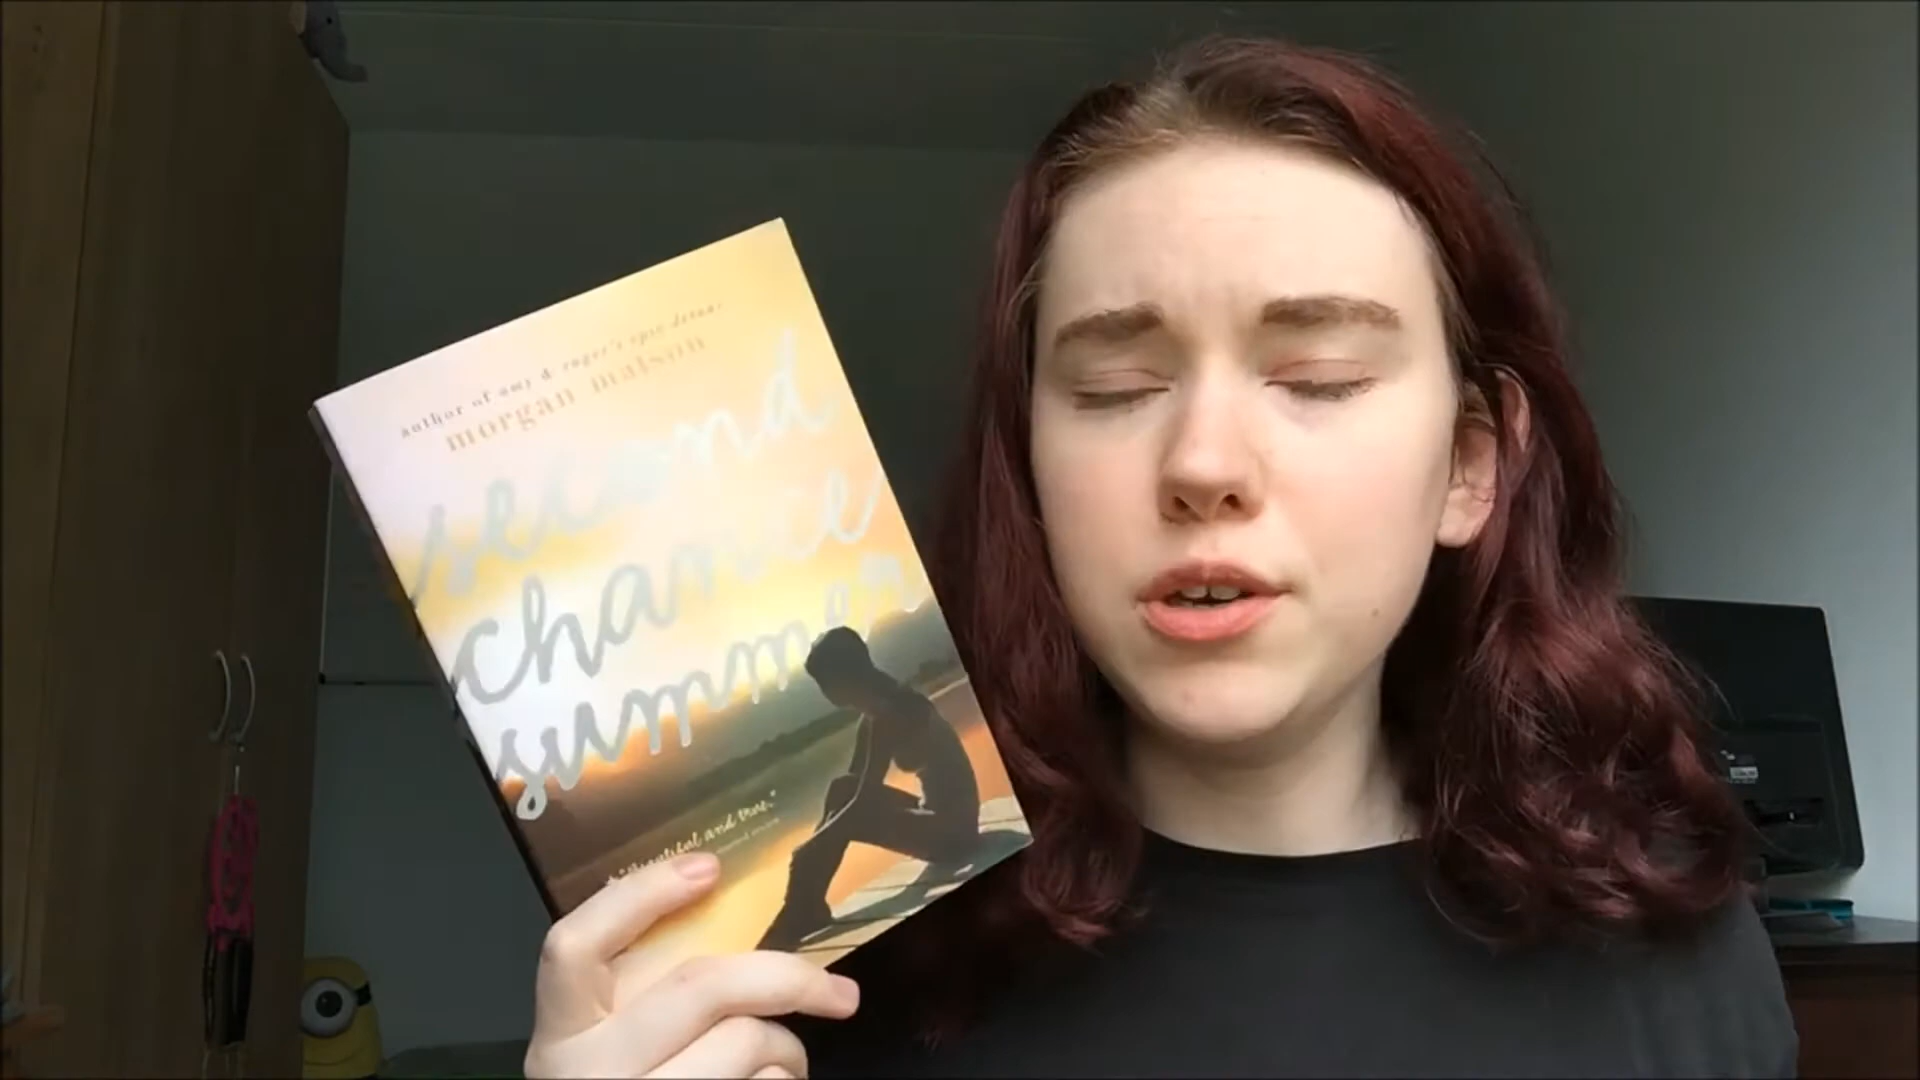 author of amy & roger's epic detour
morgan matson
second
chance
summer
"Beautiful and true."